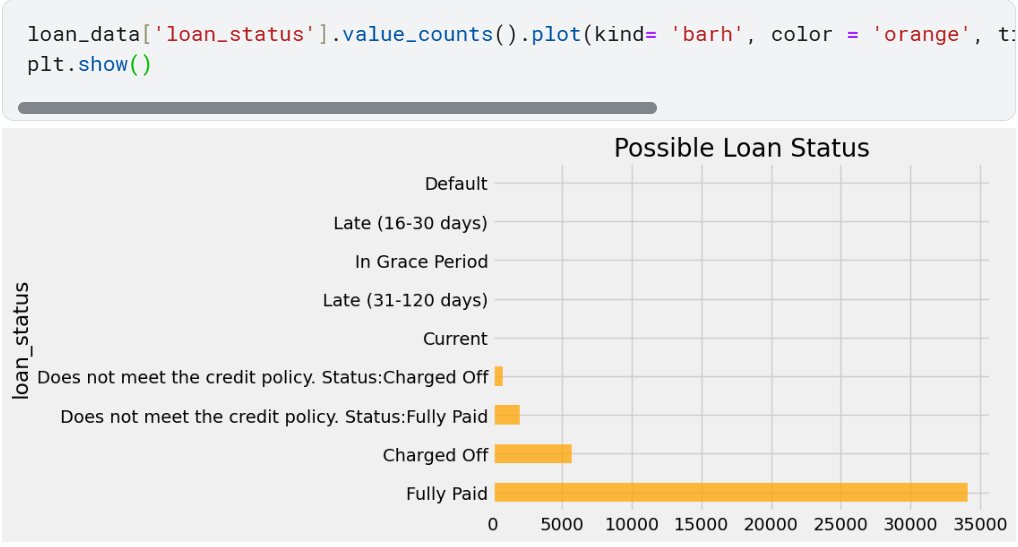 loan_data['loan_status'].value_counts().plot(kind= 'barh', color = 'orange', ti
plt.show()
Possible Loan Status
Default
Late (16-30 days)
In Grace Period
Late (31-120 days)
Current
Does not meet the credit policy. Status:Charged Off
Does not meet the credit policy. Status:Fully Paid
Charged Off
Fully Paid
loan_status
0 5000 10000 15000 20000 25000 30000 35000